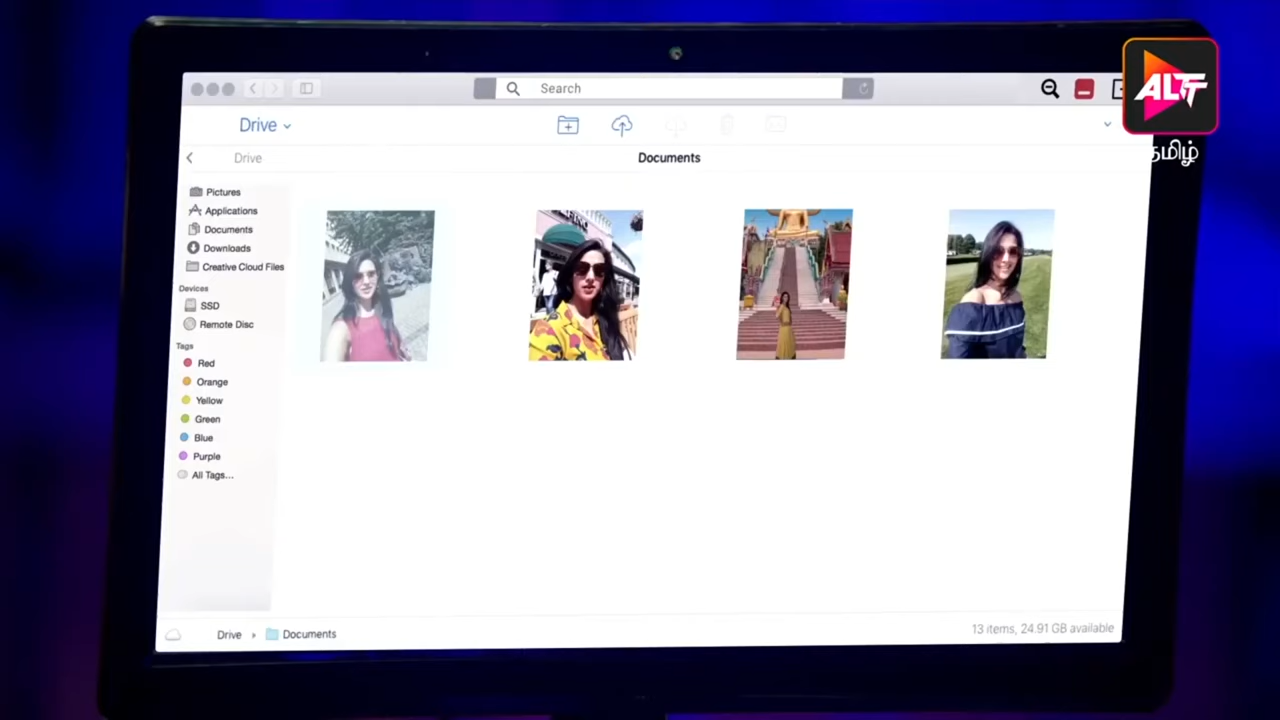 Search
ALTT
தமிழ்
Drive
Drive
Documents
Pictures
Applications
Documents
Downloads
Creative Cloud Files
Devices
SSD
Remote Disc
Tags
Red
Orange
Yellow
Green
Blue
Purple
All Tags...
Drive
Documents
13 items, 24.91 GB available